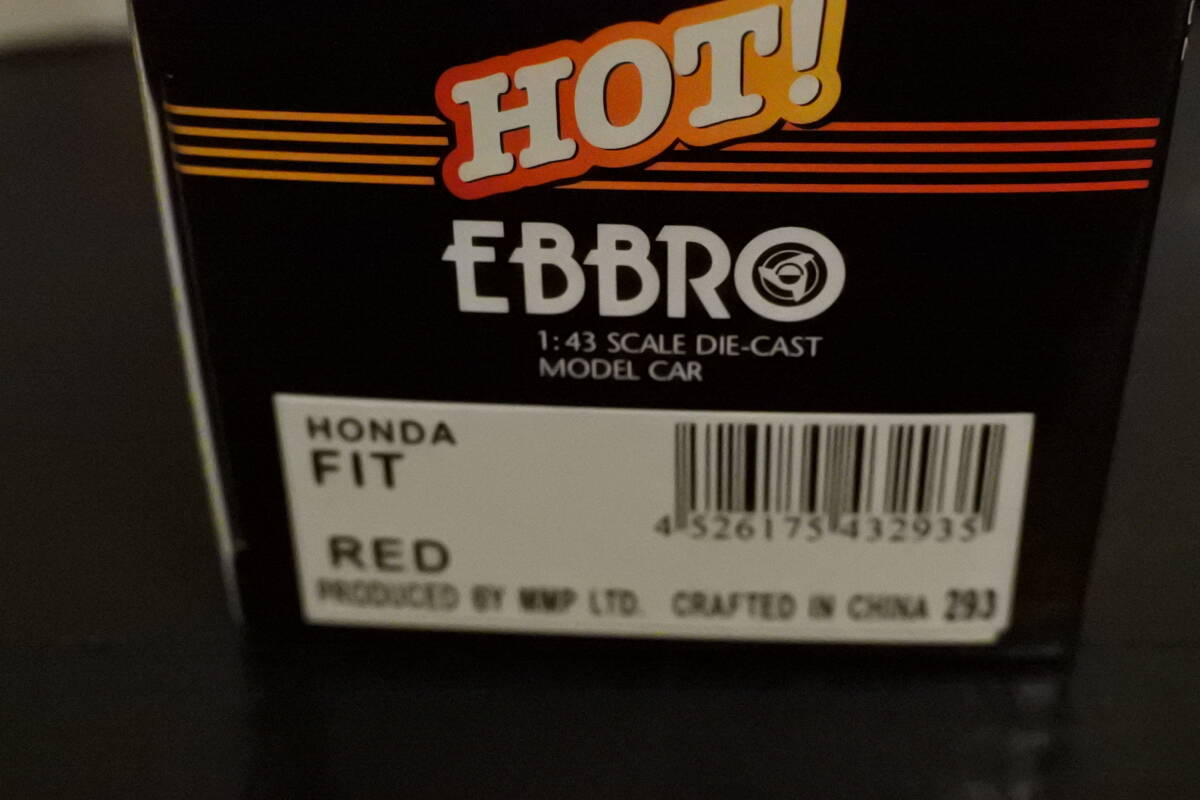 HOT!
EBBRO
1:43 SCALE DIE-CAST
MODEL CAR
HONDA
FIT
RED
4 526175 432935
PRODUCED BY MMP LTD. CRAFTED IN CHINA 293